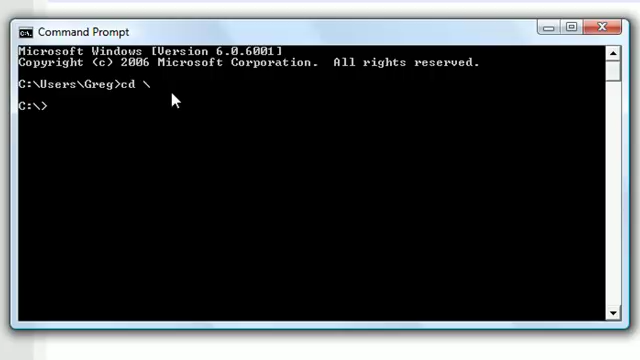 Command Prompt
Microsoft Windows [Version 6.0.6001]
Copyright (c) 2006 Microsoft Corporation.  All rights reserved.
C:\Users\Greg>cd \
C:\>